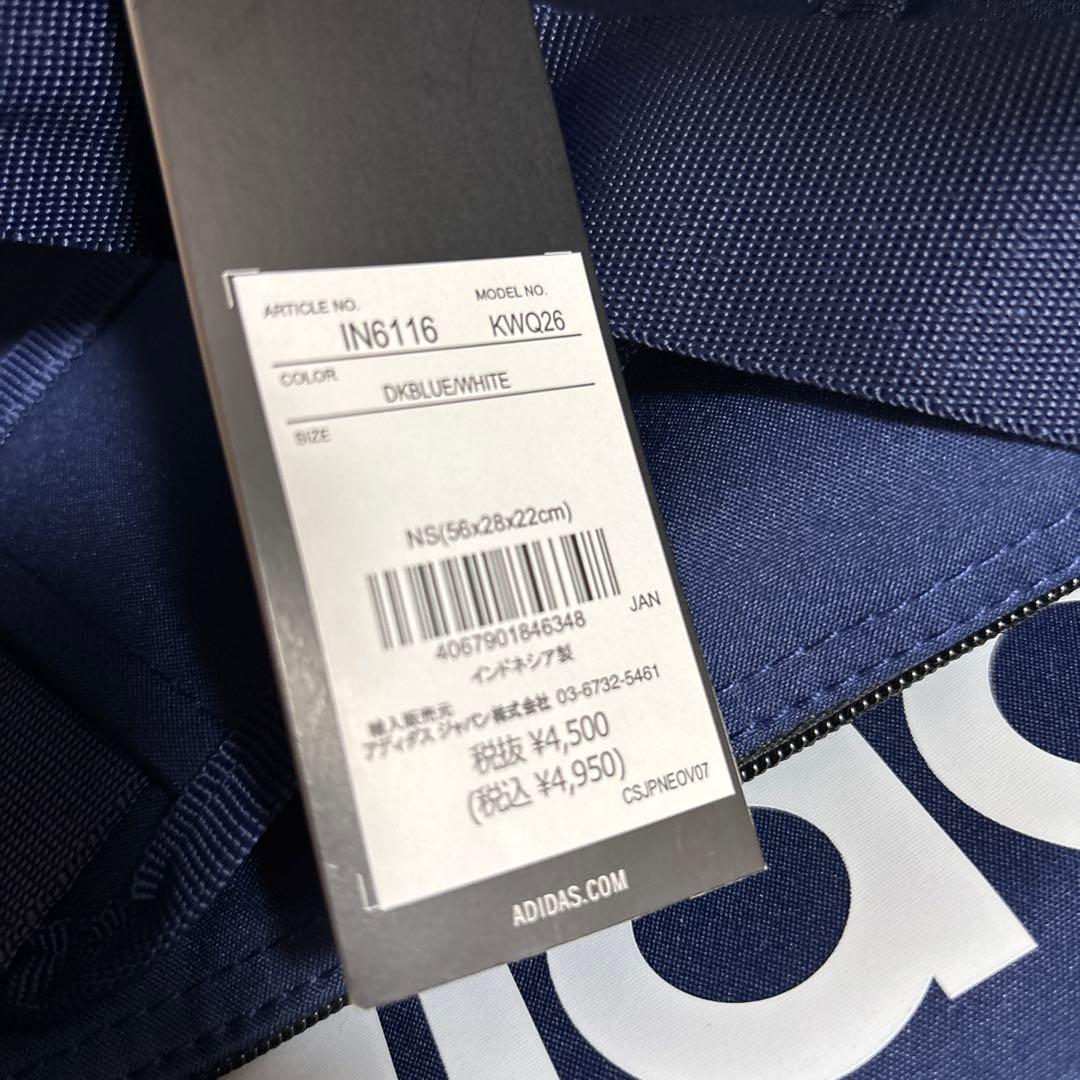 ARTICLE NO.
MODEL NO.
IN6116
KWQ26
COLOR
DKBLUE/WHITE
SIZE
NS(56x28x22cm)
4067901846348
JAN
インドネシア製
輸入販売元
アディダス ジャパン 株式会社 03-6732-5461
税抜 ¥4,500
(税込 ¥4,950)
CSJPNEOV07
ADIDAS.COM